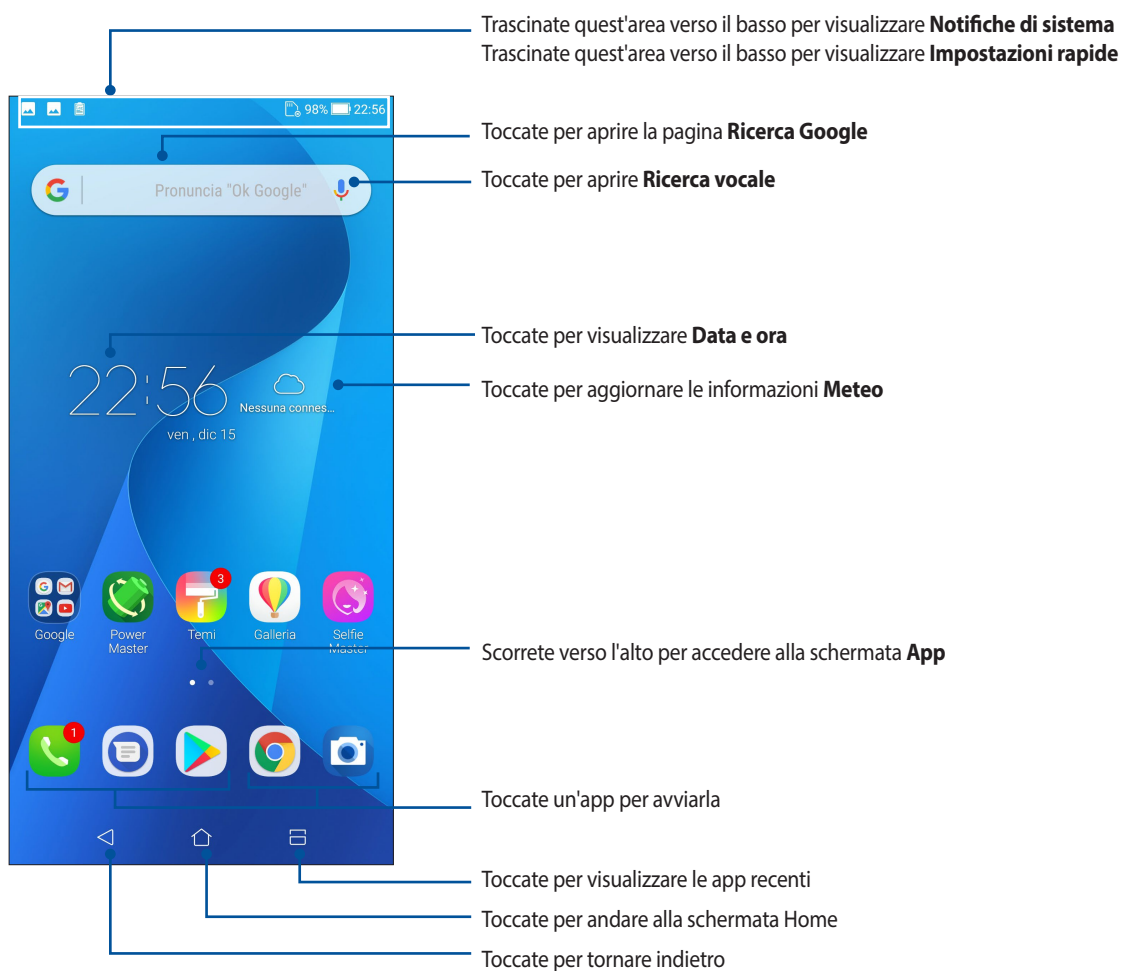 Trascinate quest'area verso il basso per visualizzare Notifiche di sistema
Trascinate quest'area verso il basso per visualizzare Impostazioni rapide
98% 22:56
Toccate per aprire la pagina Ricerca Google
Pronuncia "Ok Google"
Toccate per aprire Ricerca vocale
Toccate per visualizzare Data e ora
22:56
Nessuna connes...
ven , dic 15
Toccate per aggiornare le informazioni Meteo
3
Google
Power Master
Temi
Galleria
Selfie Master
Scorrete verso l'alto per accedere alla schermata App
1
Toccate un'app per avviarla
Toccate per visualizzare le app recenti
Toccate per andare alla schermata Home
Toccate per tornare indietro